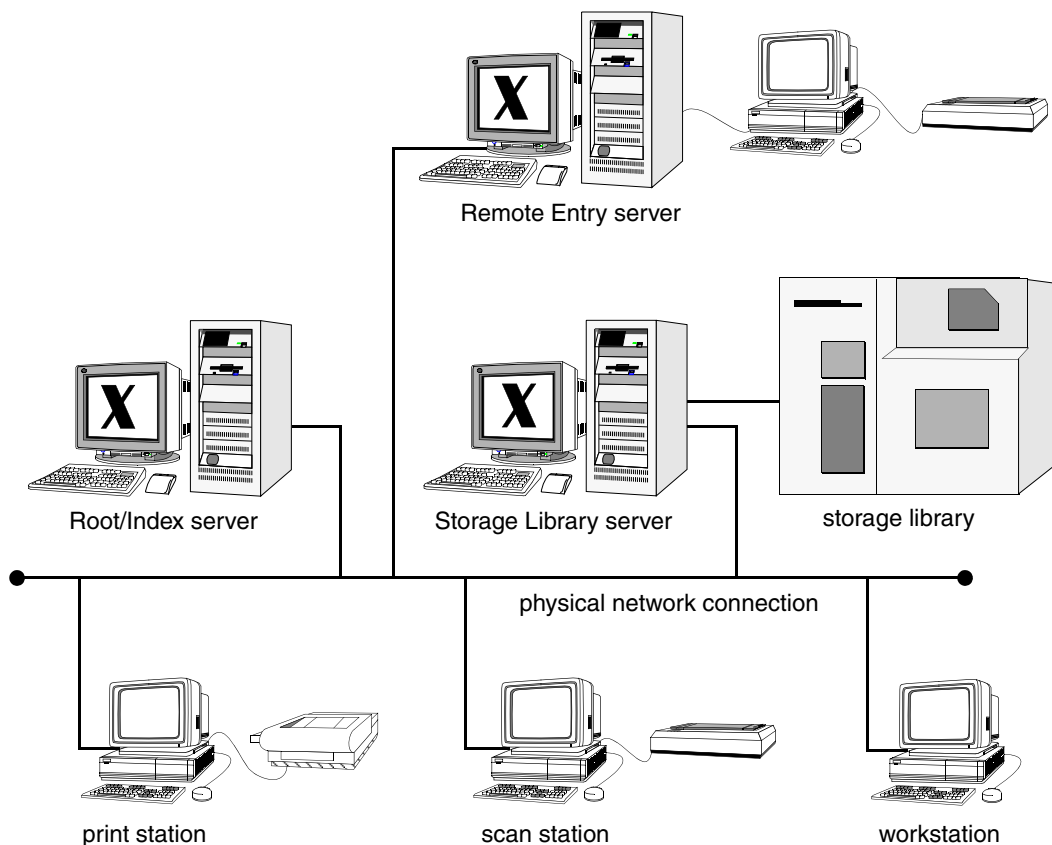 X
Remote Entry server
X
X
Root/Index server
Storage Library server
storage library
physical network connection
print station
scan station
workstation